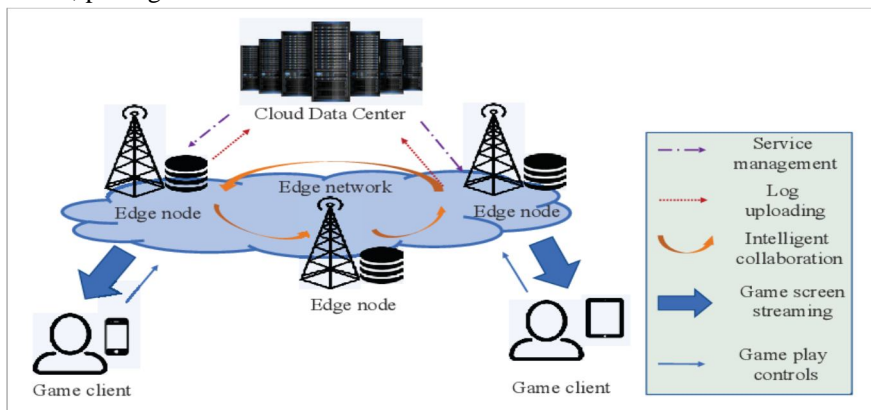 Cloud Data Center
Edge network
Edge node
Edge node
Edge node
Game client
Game client
Service
management
Log
uploading
Intelligent
collaboration
Game screen
streaming
Game play
controls